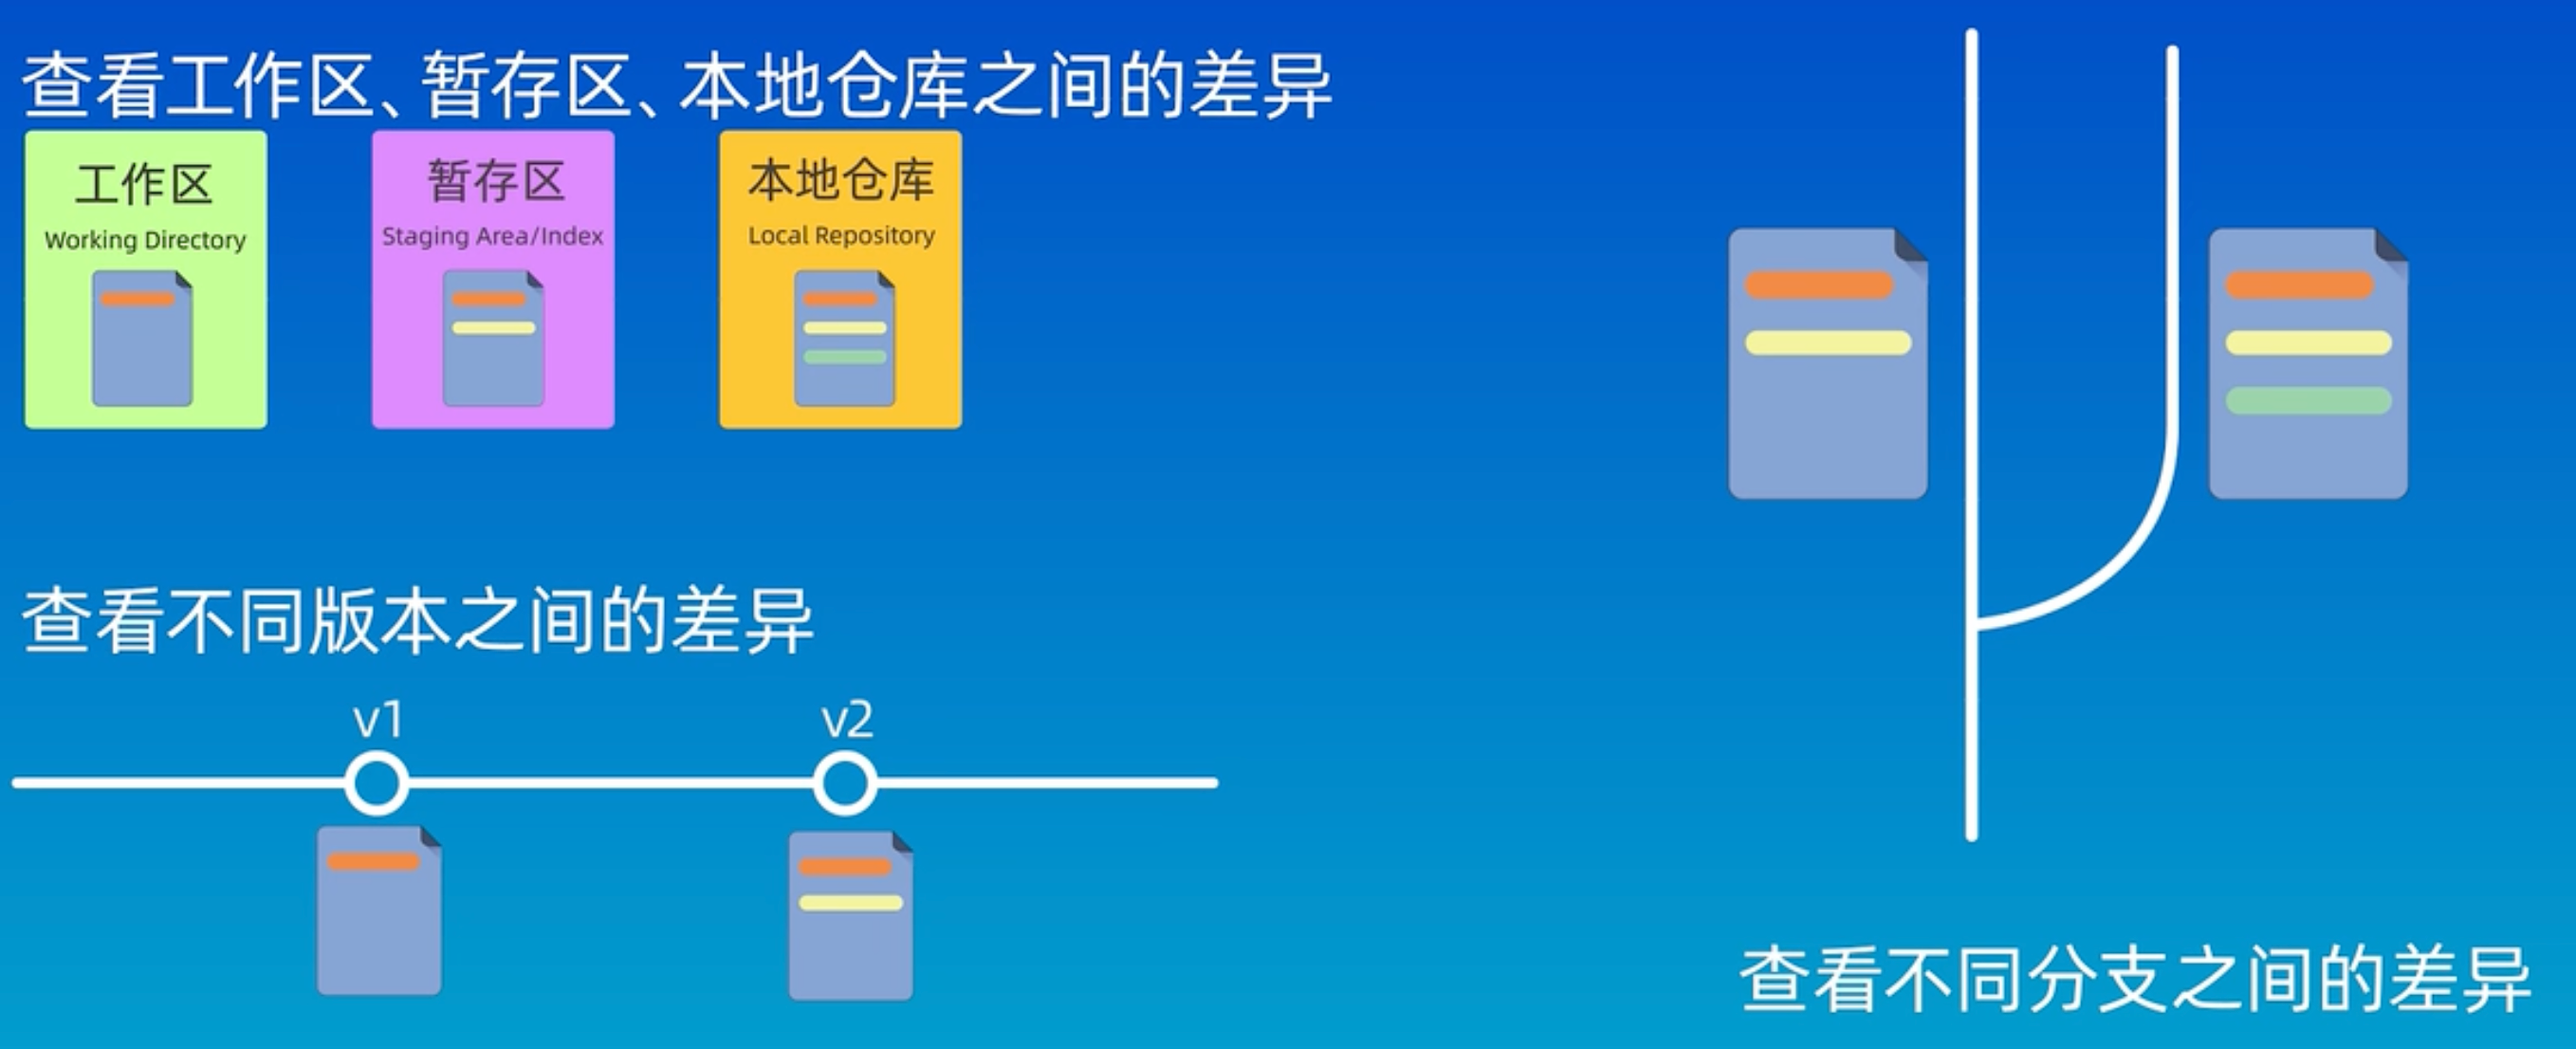 查看工作区、暂存区、本地仓库之间的差异
工作区
Working Directory
暂存区
Staging Area/Index
本地仓库
Local Repository
查看不同版本之间的差异
v1
v2
查看不同分支之间的差异